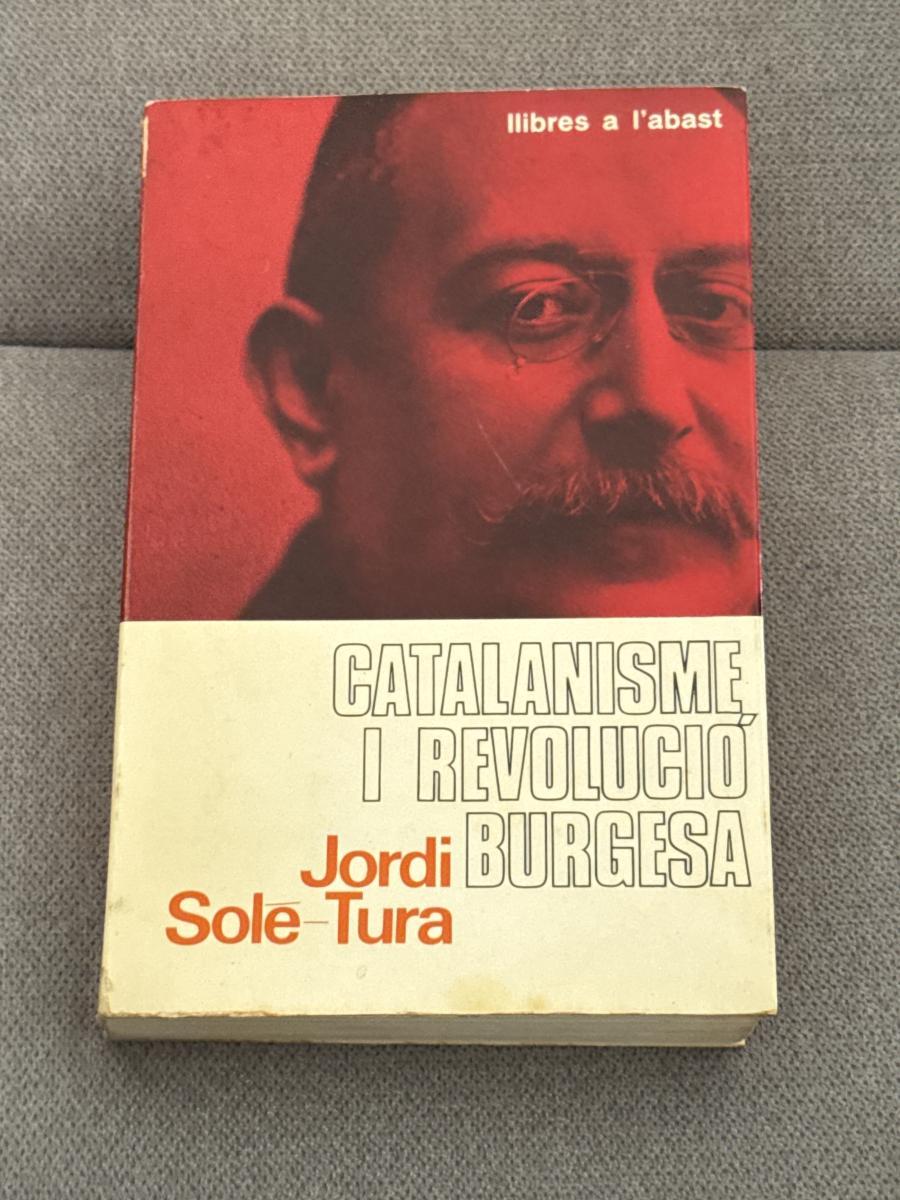 llibres a l'abast
CATALANISME
I REVOLUCIÓ
BURGESA
Jordi
Solé-Tura